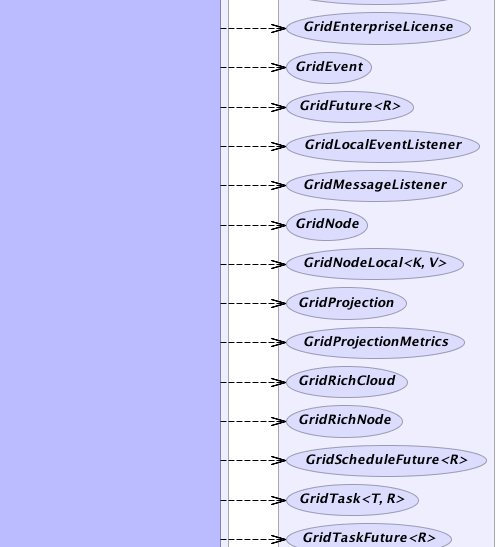 GridEnterpriseLicense
GridEvent
GridFuture<R>
GridLocalEventListener
GridMessageListener
GridNode
GridNodeLocal<K, V>
GridProjection
GridProjectionMetrics
GridRichCloud
GridRichNode
GridScheduleFuture<R>
GridTask<T, R>
GridTaskFuture<R>